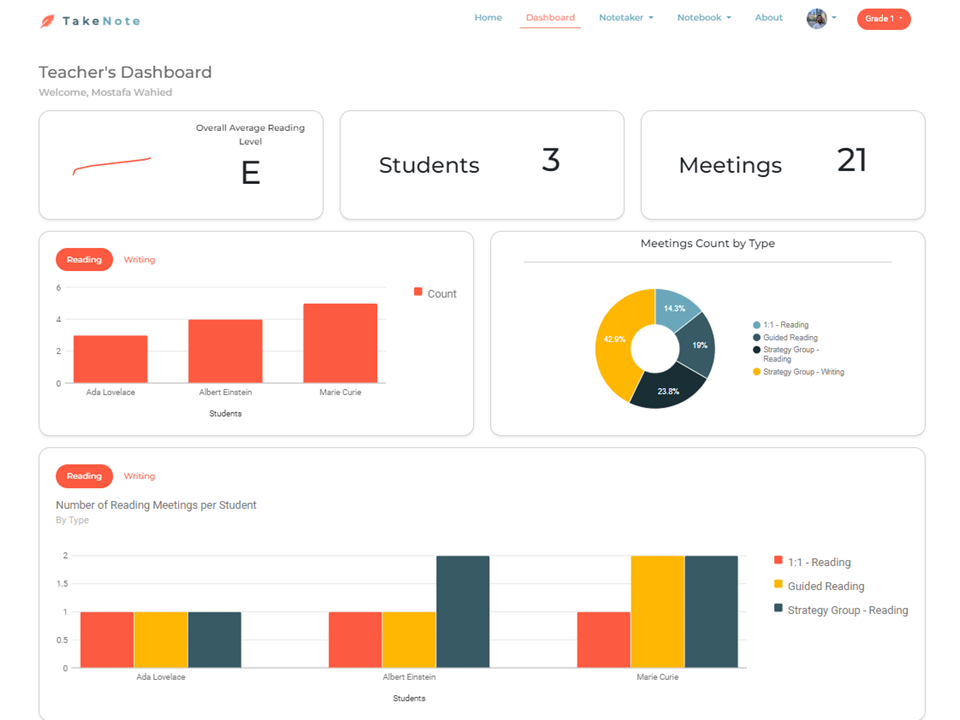 TakeNote
Home Dashboard Notetaker Notebook About Grade 1
Teacher's Dashboard
Welcome, Mostafa Wahied
Overall Average Reading
Level
E
Students 3
Meetings 21
Reading Writing
6
4
2
0
Ada Lovelace Albert Einstein Marie Curie
Students
Count
Meetings Count by Type
14.3%
19%
23.8%
42.9%
1:1 - Reading
Guided Reading
Strategy Group -
Reading
Strategy Group - Writing
Reading Writing
Number of Reading Meetings per Student
By Type
2
1.5
1
0.5
0
Ada Lovelace Albert Einstein Marie Curie
Students
1:1 - Reading
Guided Reading
Strategy Group - Reading